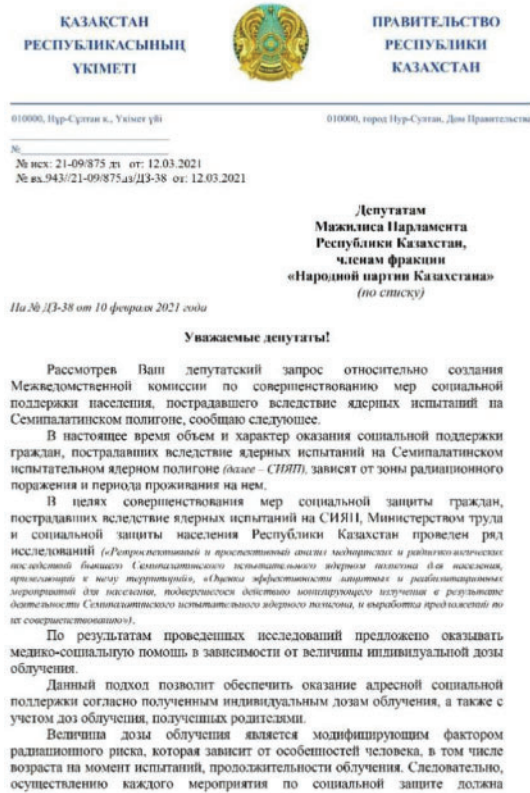 ҚАЗАҚСТАН
РЕСПУБЛИКАСЫНЫҢ
ҮКІМЕТІ
ПРАВИТЕЛЬСТВО
РЕСПУБЛИКИ
КАЗАХСТАН
010000, Нұр-Сұлтан қ., Үкімет үйі
010000, город Нур-Султан, Дом Правительства
№
№ исх: 21-09/875 дз от: 12.03.2021
№ вх.943//21-09/875дз/ДЗ-38 от: 12.03.2021
Депутатам
Мажилиса Парламента
Республики Казахстан,
членам фракции
«Народной партии Казахстана»
(по списку)
На № ДЗ-38 от 10 февраля 2021 года
Уважаемые депутаты!
Рассмотрев Ваш депутатский запрос относительно создания
Межведомственной комиссии по совершенствованию мер социальной
поддержки населения, пострадавшего вследствие ядерных испытаний на
Семипалатинском полигоне, сообщаю следующее.
В настоящее время объем и характер оказания социальной поддержки
граждан, пострадавших вследствие ядерных испытаний на Семипалатинском
испытательном ядерном полигоне (далее – СИЯП), зависят от зоны радиационного
поражения и периода проживания на нем.
В целях совершенствования мер социальной защиты граждан,
пострадавших вследствие ядерных испытаний на СИЯП, Министерством труда
и социальной защиты населения Республики Казахстан проведен ряд
исследований («Ретроспективный и проспективный анализ медицинских и радиоэкологических
последствий бывшего Семипалатинского испытательного ядерного полигона для населения,
прилегающих к нему территорий», «Оценка эффективности защитных и реабилитационных
мероприятий для населения, подвергшегося действию ионизирующего излучения в результате
деятельности Семипалатинского испытательного ядерного полигона, и выработка предложений по
их совершенствованию»).
По результатам проведенных исследований предложено оказывать
медико-социальную помощь в зависимости от величины индивидуальной дозы
облучения.
Данный подход позволит обеспечить оказание адресной социальной
поддержки согласно полученным индивидуальным дозам облучения, а также с
учетом доз облучения, полученных родителями.
Величина дозы облучения является модифицирующим фактором
радиационного риска, которая зависит от особенностей человека, в том числе
возраста на момент испытаний, продолжительности облучения. Следовательно,
осуществлению каждого мероприятия по социальной защите должна